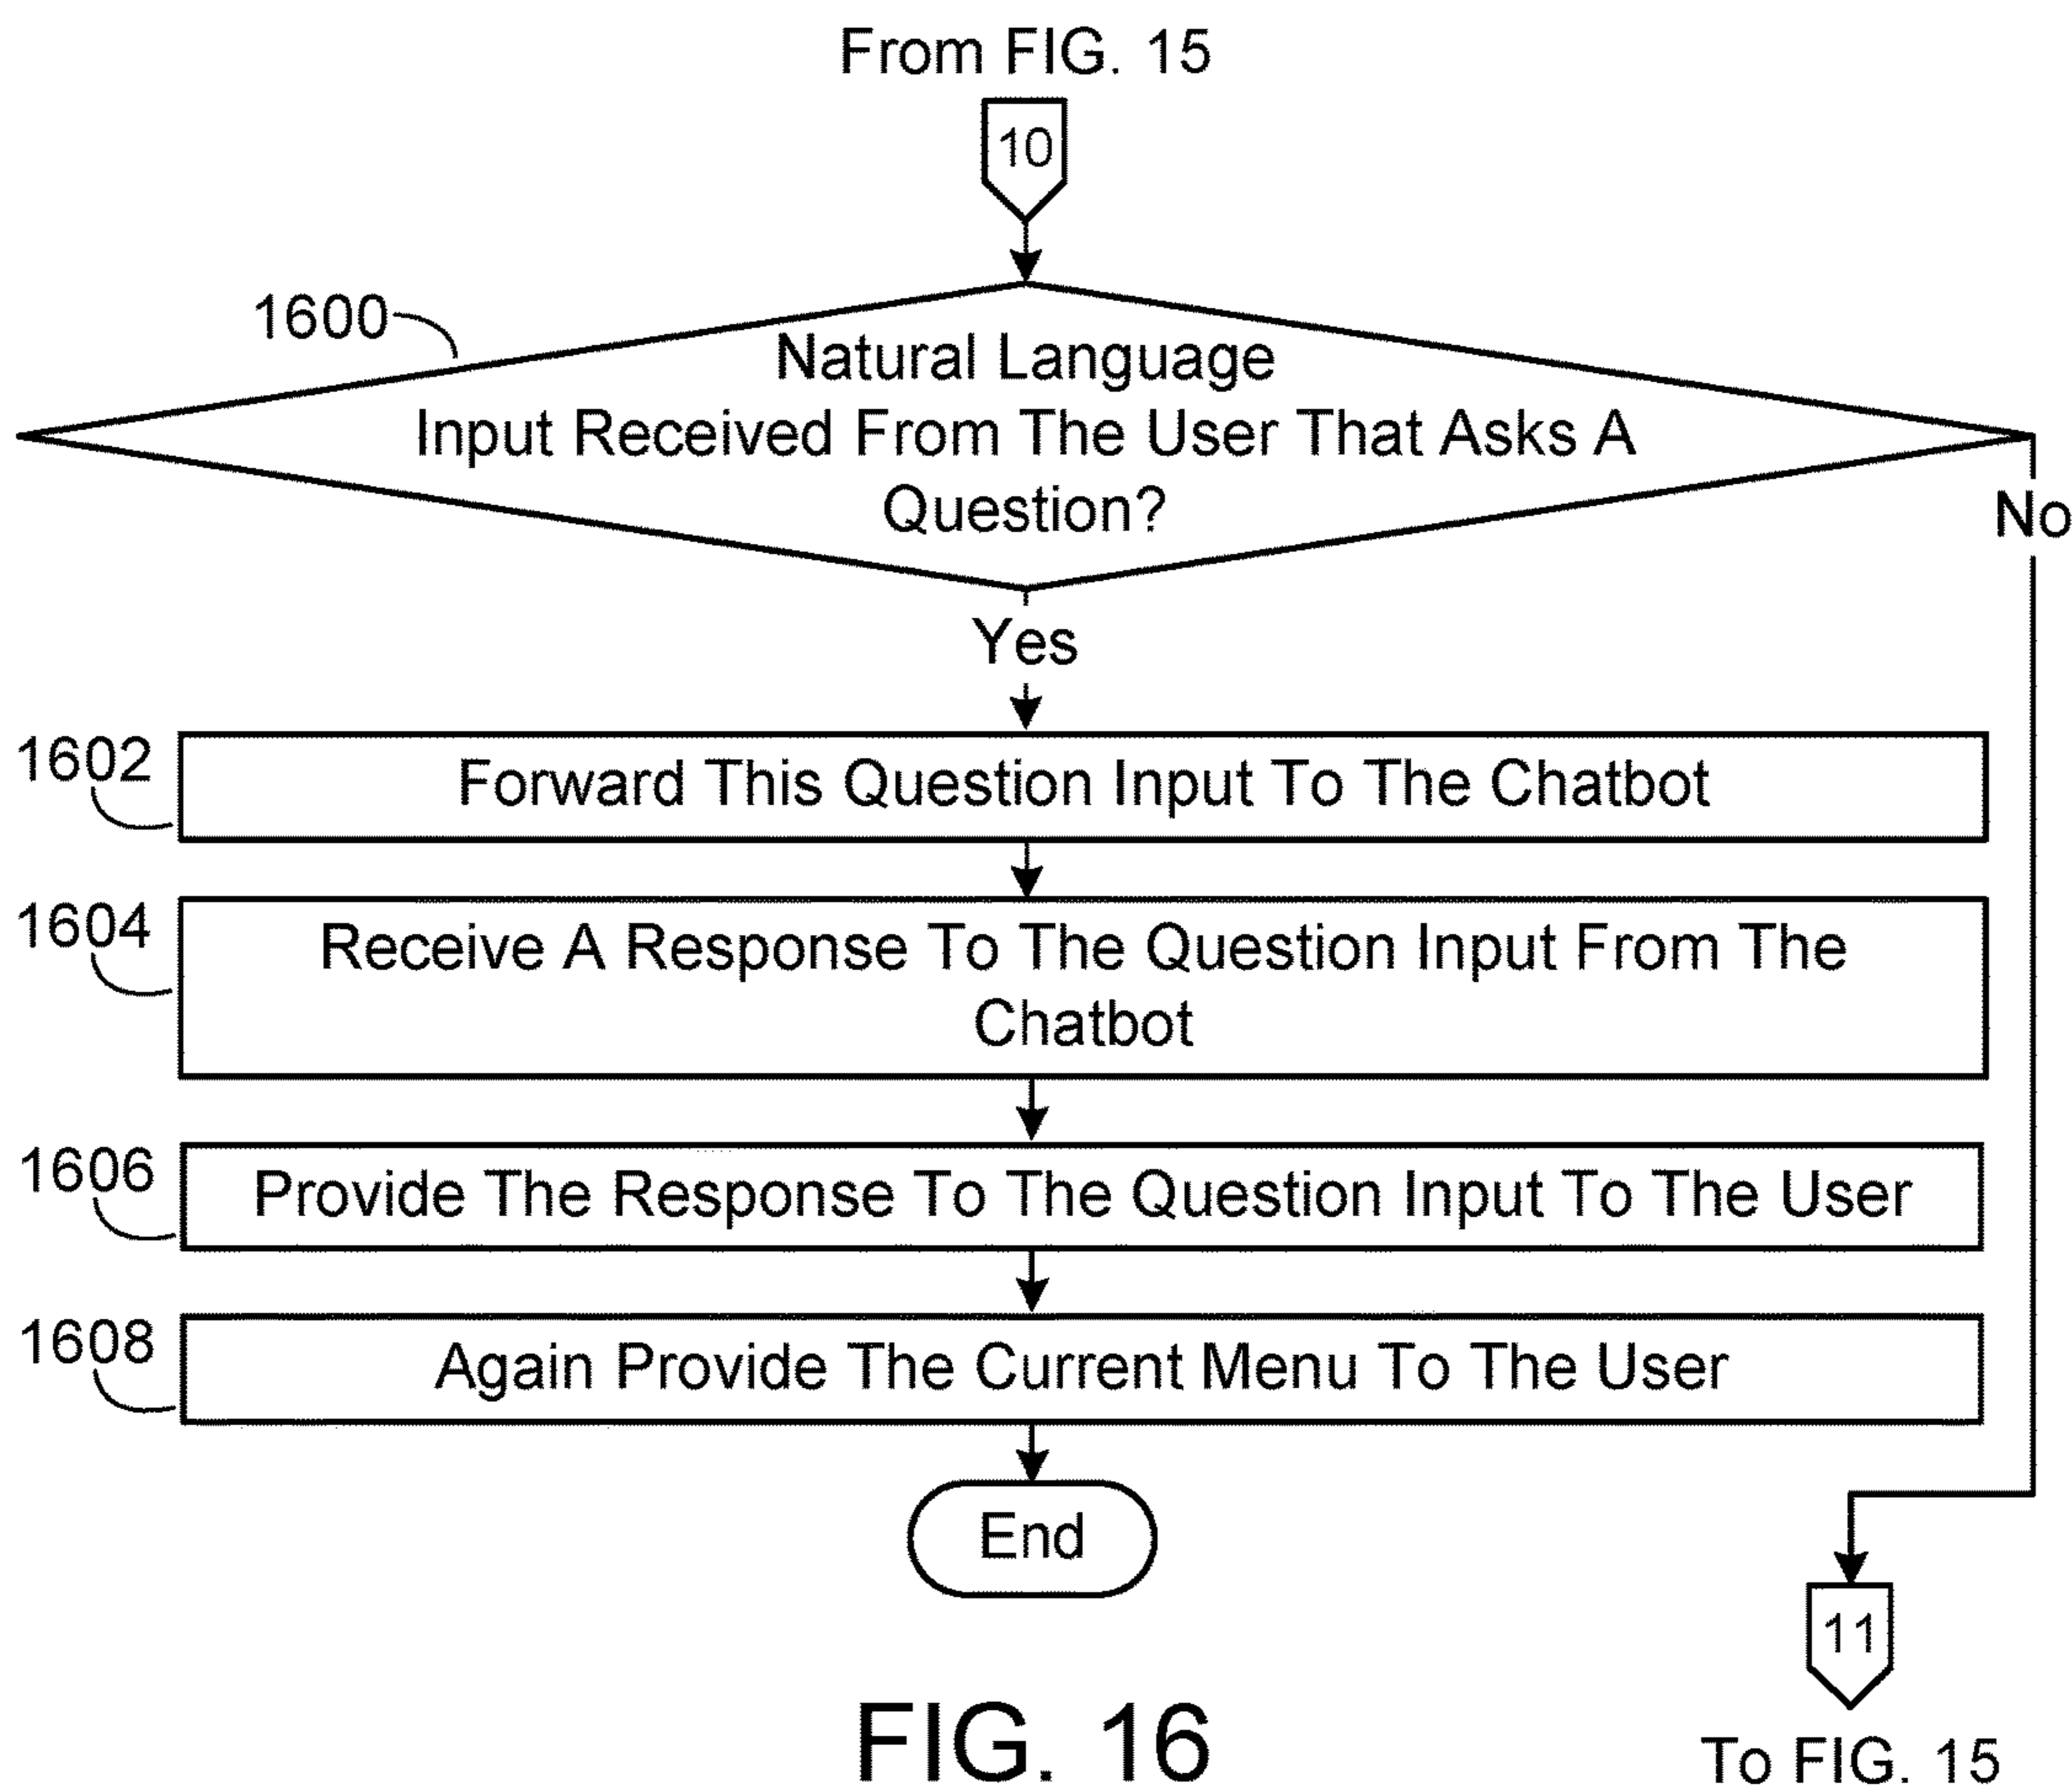 From FIG. 15
10
1600
Natural Language
Input Received From The User That Asks A
Question?
No
Yes
1602
Forward This Question Input To The Chatbot
1604
Receive A Response To The Question Input From The
Chatbot
1606
Provide The Response To The Question Input To The User
1608
Again Provide The Current Menu To The User
End
11
FIG. 16
To FIG. 15